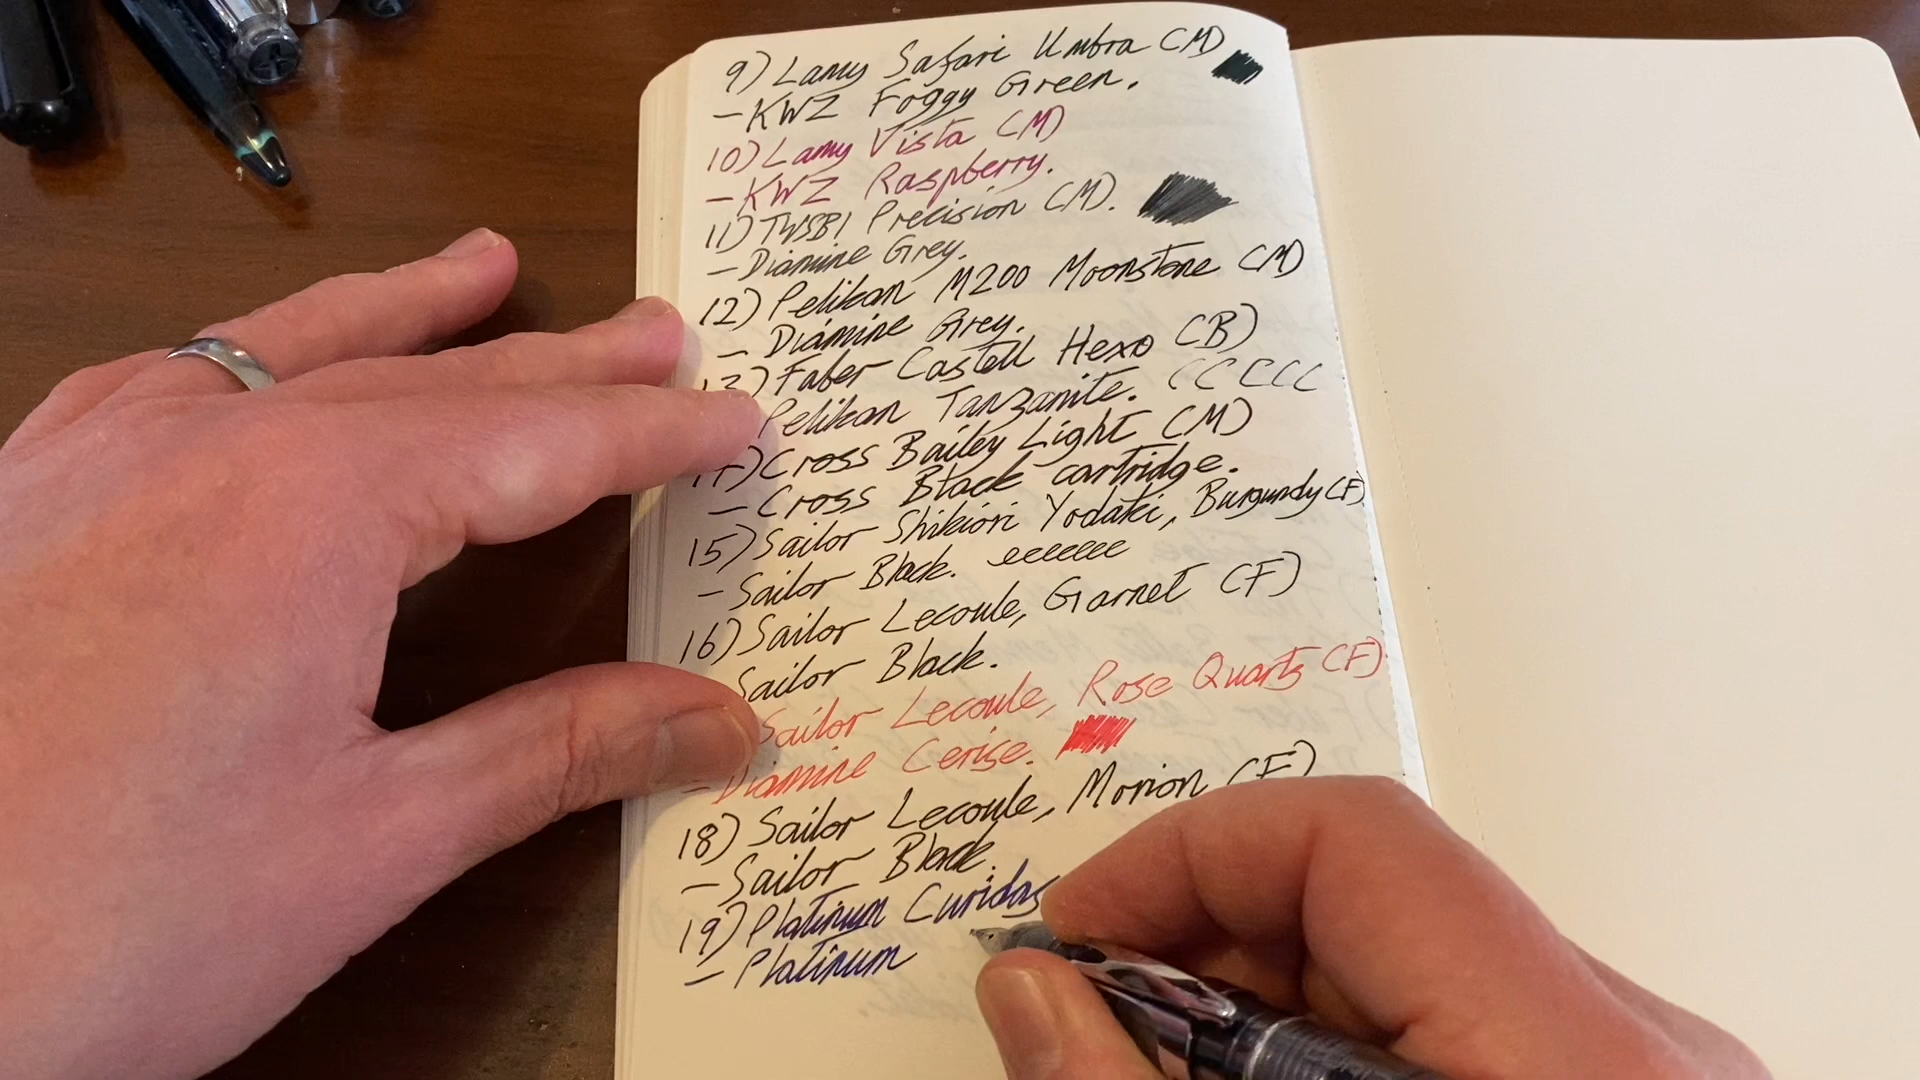 9) Lamy Safari Umbra (M)
- KWZ Foggy Green.
10) Lamy Vista (M)
- KWZ Raspberry.
11) TWSBI Precision (M).
- Diamine Grey.
12) Pelikan M200 Moonstone (M)
- Diamine Grey.
13) Faber Castell Hexo (B)
Pelikan Tanzanite. CCCCC
) Cross Bailey Light (M)
- Cross Black cartridge.
15) Sailor Shikiori Yodaki, Burgundy (F)
- Sailor Black. eeeeeee
16) Sailor Lecoule, Garnet (F)
Sailor Black.
Sailor Lecoule, Rose Quartz (F)
- Diamine Cerise.
18) Sailor Lecoule, Morion (F)
- Sailor Black.
19) Platinum Curidas
- Platinum